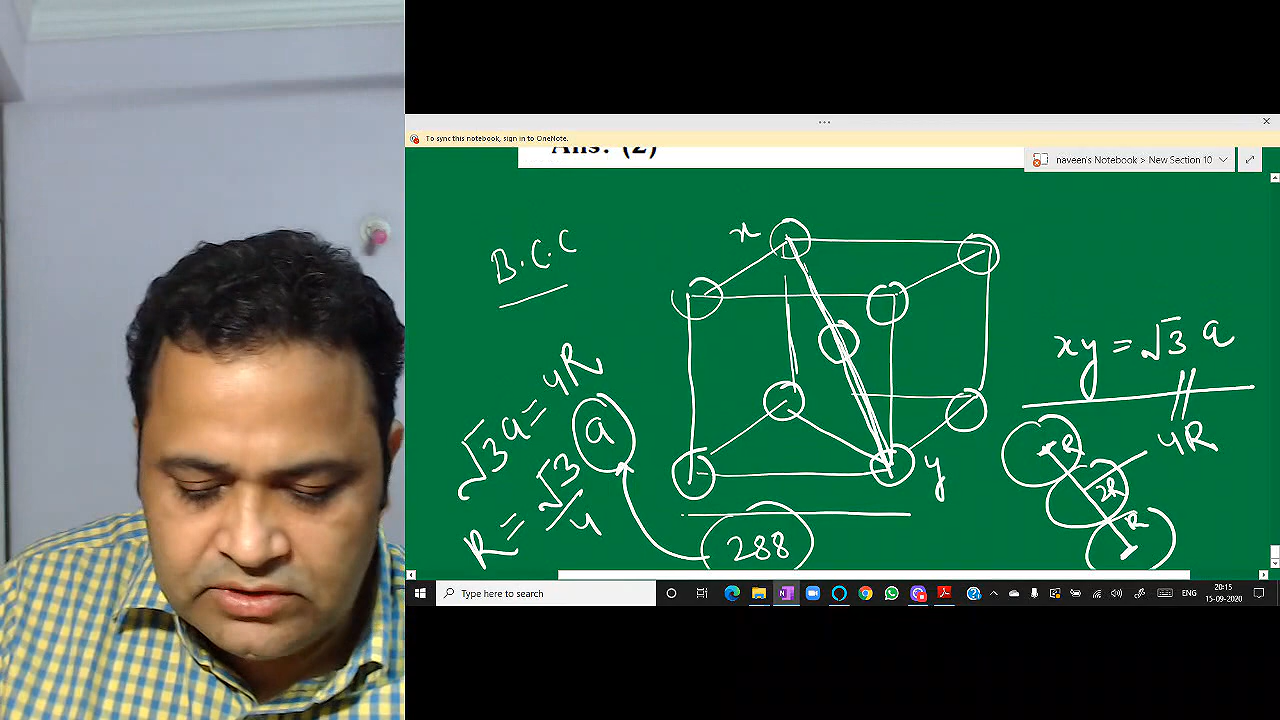 To sync this notebook, sign in to OneNote.
Ans: (2)
naveen's Notebook > New Section 10
B.C.C
x
y
xy = √3 a
4R
R
2R
R
√3 a = 4R
R = √3/4 a
288
Type here to search
ENG
20:15
15-09-2020